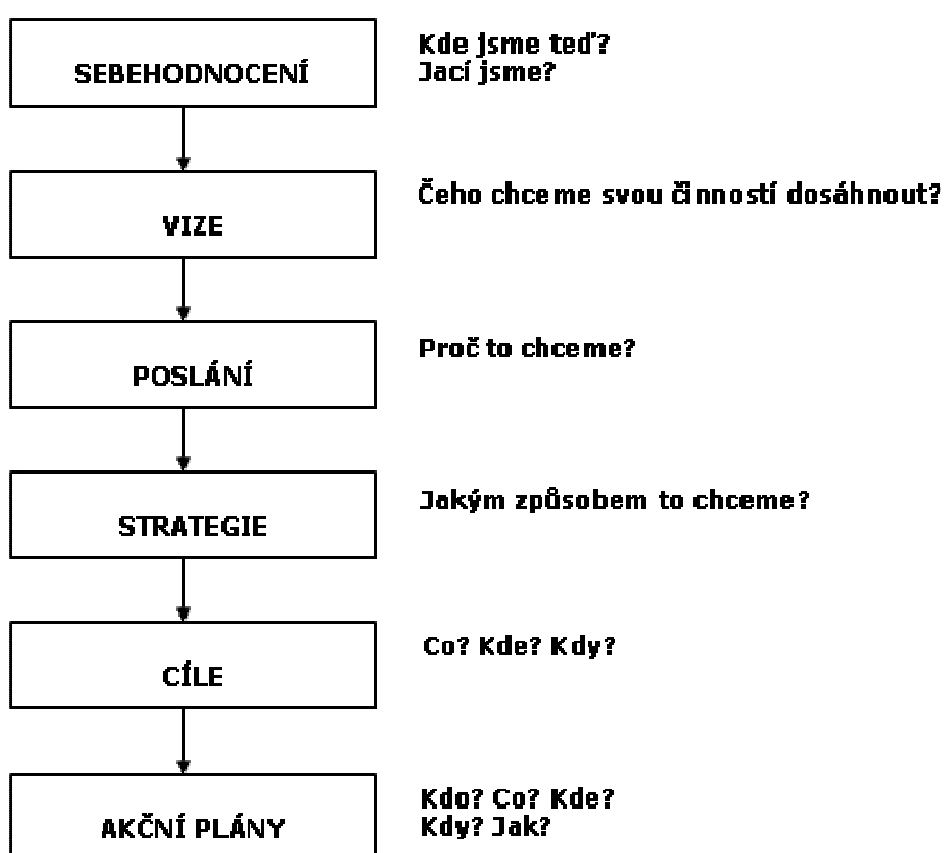 SEBEHODNOCENÍ
Kde jsme teď?
Jací jsme?
VIZE
Čeho chceme svou činností dosáhnout?
POSLÁNÍ
Proč to chceme?
STRATEGIE
Jakým způsobem to chceme?
CÍLE
Co? Kde? Kdy?
AKČNÍ PLÁNY
Kdo? Co? Kde?
Kdy? Jak?